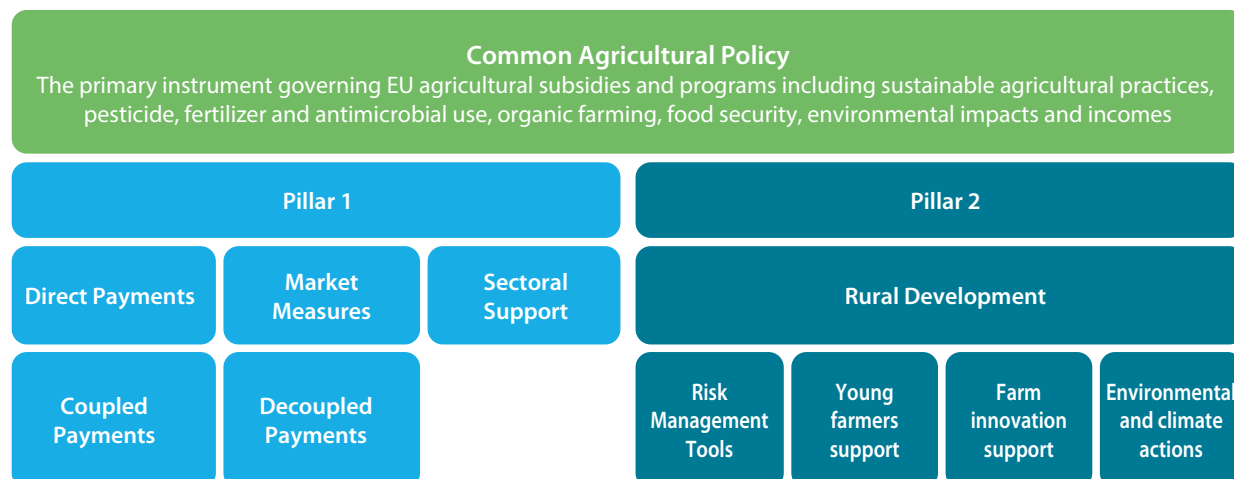 Common Agricultural Policy
The primary instrument governing EU agricultural subsidies and programs including sustainable agricultural practices,
pesticide, fertilizer and antimicrobial use, organic farming, food security, environmental impacts and incomes
Pillar 1
Pillar 2
Direct Payments
Market
Measures
Sectoral
Support
Rural Development
Coupled
Payments
Decoupled
Payments
Risk
Management
Tools
Young
farmers
support
Farm
innovation
support
Environmental
and climate
actions